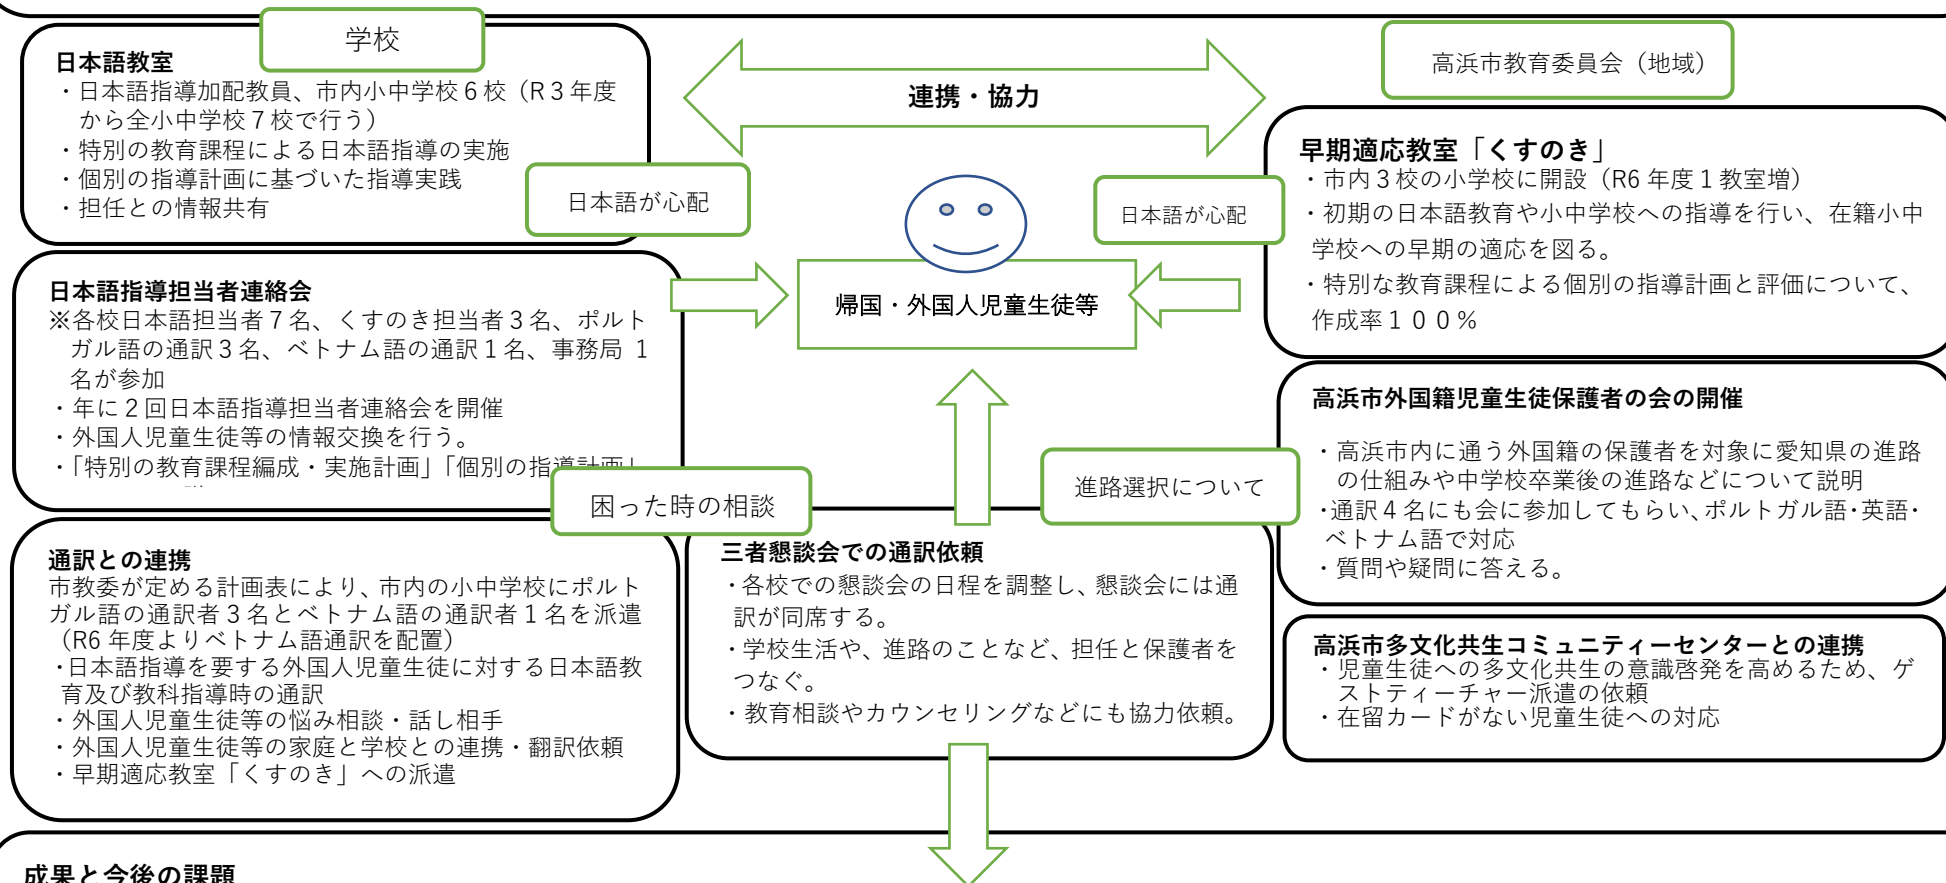 学校
日本語教室
・日本語指導加配教員、市内小中学校６校（R３年度
から全小中学校７校で行う）
・特別の教育課程による日本語指導の実施
・個別の指導計画に基づいた指導実践
・担任との情報共有
日本語が心配
連携・協力
高浜市教育委員会（地域）
早期適応教室「くすのき」
・市内３校の小学校に開設（R6 年度１教室増）
・初期の日本語教育や小中学校への指導を行い、在籍小中
学校への早期の適応を図る。
・特別な教育課程による個別の指導計画と評価について、
作成率１００％
日本語が心配
帰国・外国人児童生徒等
日本語指導担当者連絡会
※各校日本語担当者７名、くすのき担当者３名、ポルト
ガル語の通訳３名、ベトナム語の通訳１名、事務局 １
名が参加
・年に２回日本語指導担当者連絡会を開催
・外国人児童生徒等の情報交換を行う。
・「特別の教育課程編成・実施計画」「個別の指導計画」
困った時の相談
進路選択について
高浜市外国籍児童生徒保護者の会の開催
・高浜市内に通う外国籍の保護者を対象に愛知県の進路
の仕組みや中学校卒業後の進路などについて説明
・通訳４名にも会に参加してもらい、ポルトガル語・英語・
ベトナム語で対応
・質問や疑問に答える。
通訳との連携
市教委が定める計画表により、市内の小中学校にポルト
ガル語の通訳者３名とベトナム語の通訳者１名を派遣
（R6 年度よりベトナム語通訳を配置）
・日本語指導を要する外国人児童生徒に対する日本語教
育及び教科指導時の通訳
・外国人児童生徒等の悩み相談・話し相手
・外国人児童生徒等の家庭と学校との連携・翻訳依頼
・早期適応教室「くすのき」への派遣
三者懇談会での通訳依頼
・各校での懇談会の日程を調整し、懇談会には通
訳が同席する。
・学校生活や、進路のことなど、担任と保護者を
つなぐ。
・教育相談やカウンセリングなどにも協力依頼。
高浜市多文化共生コミュニティーセンターとの連携
・児童生徒への多文化共生の意識啓発を高めるため、ゲ
ストティーチャー派遣の依頼
・在留カードがない児童生徒への対応
成果と今後の課題